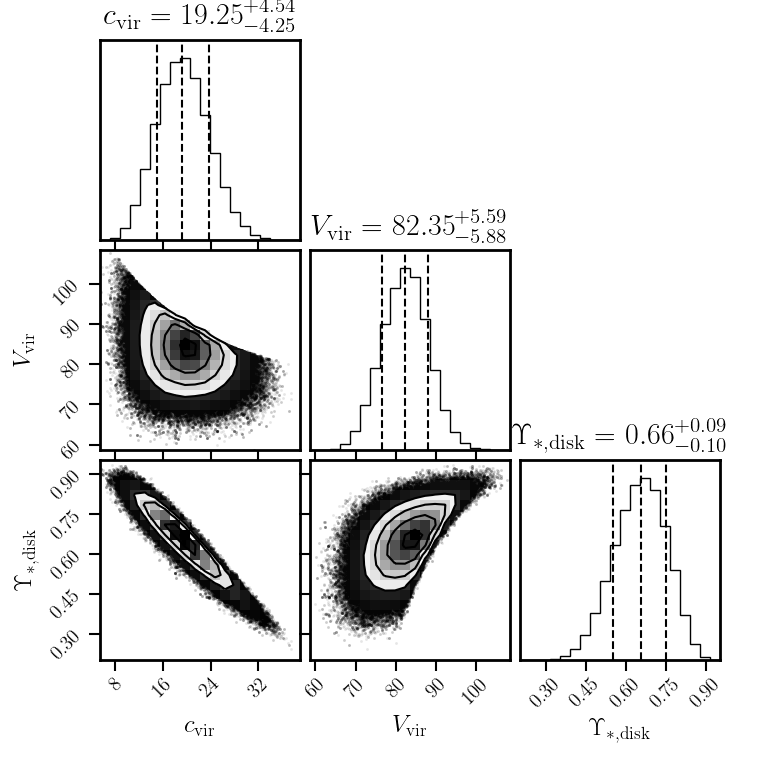 c_vir = 19.25^{+4.54}_{−4.25}
V_vir = 82.35^{+5.59}_{−5.88}
100
90
80
70
60
V_vir
Υ_{*,disk} = 0.66^{+0.09}_{−0.10}
0.90
0.75
0.60
0.45
0.30
Υ_{*,disk}
8 16 24 32
60 70 80 90 100
0.30 0.45 0.60 0.75 0.90
c_vir
V_vir
Υ_{*,disk}